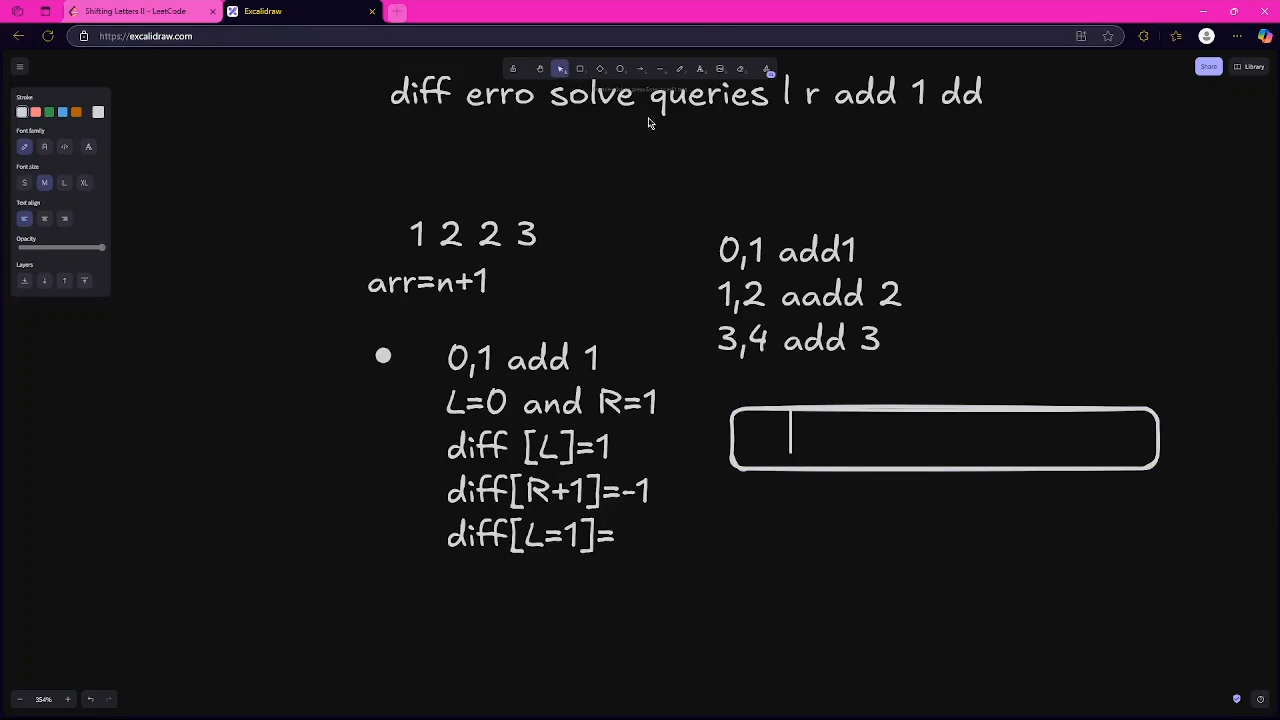 Shifting Letters II - LeetCode
Excalidraw
https://excalidraw.com
Share
Library
Stroke
Font family
Font size
S M L XL
Text align
Opacity
Layers
diff erro solve queries l r add 1 dd
1 2 2 3
arr=n+1
0,1 add 1
L=0 and R=1
diff [L]=1
diff[R+1]=-1
diff[L=1]=
0,1 add1
1,2 aadd 2
3,4 add 3
354%